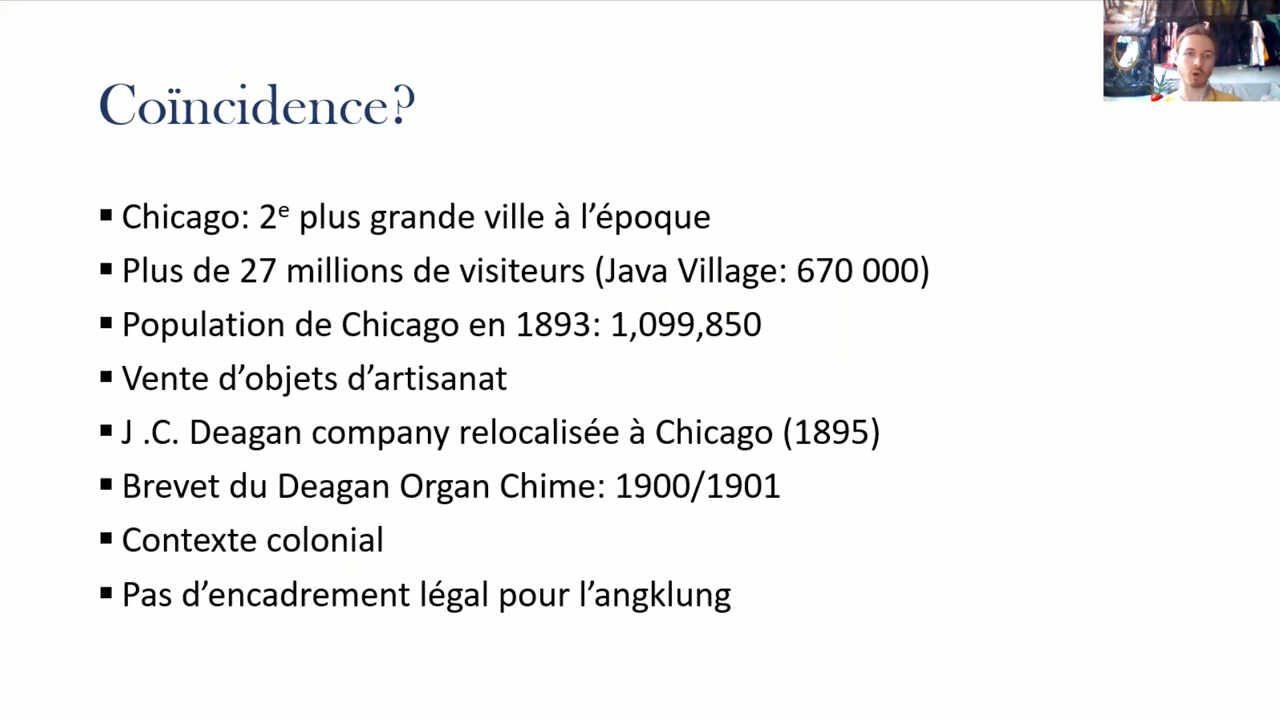 Coïncidence?
Chicago: 2e plus grande ville à l’époque
Plus de 27 millions de visiteurs (Java Village: 670 000)
Population de Chicago en 1893: 1,099,850
Vente d’objets d’artisanat
J .C. Deagan company relocalisée à Chicago (1895)
Brevet du Deagan Organ Chime: 1900/1901
Contexte colonial
Pas d’encadrement légal pour l’angklung